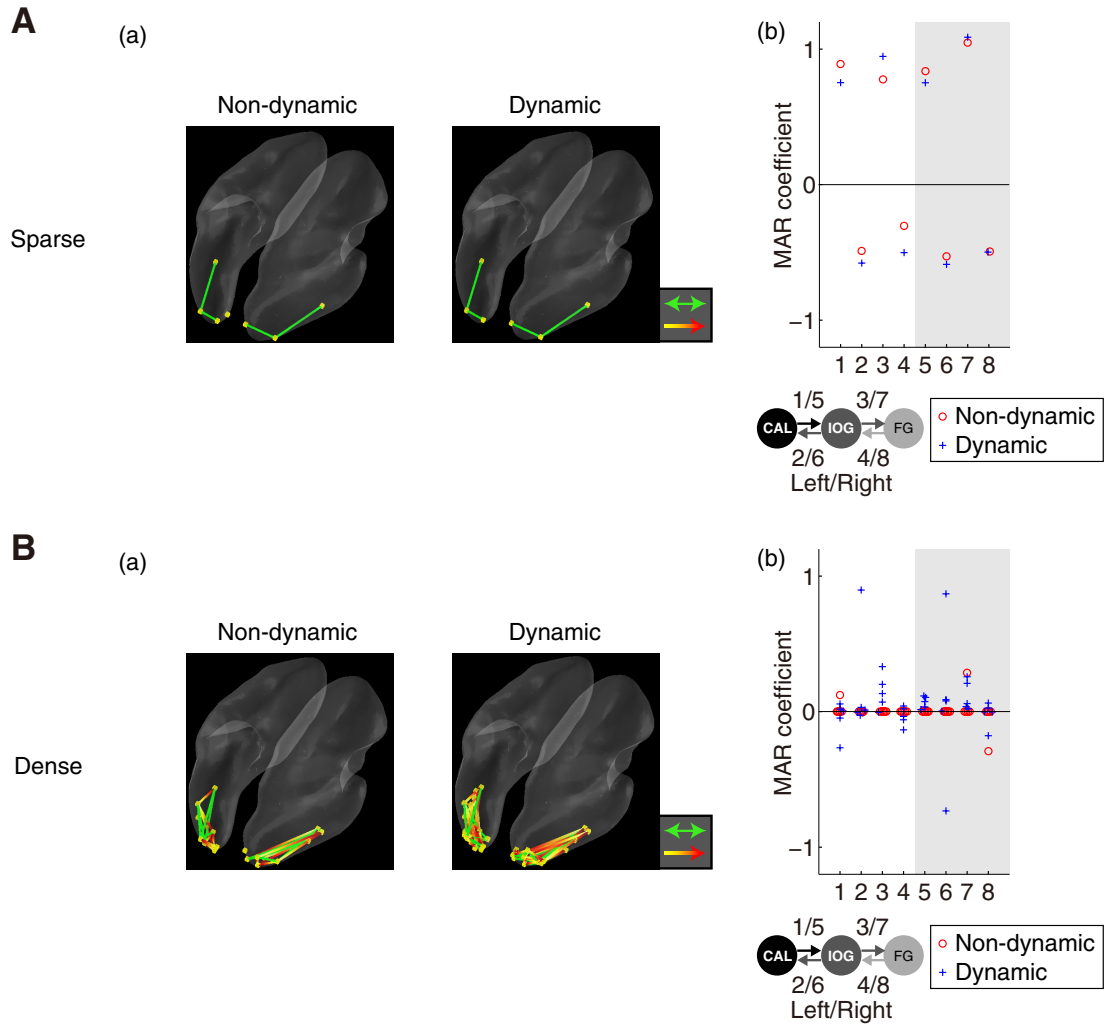 A
(a)
(b)
Non-dynamic
Dynamic
Sparse
MAR coefficient
1
0
−1
1 2 3 4 5 6 7 8
1/5 3/7
CAL IOG FG
2/6 4/8
Left/Right
Non-dynamic
Dynamic
B
(a)
(b)
Non-dynamic
Dynamic
Dense
MAR coefficient
1
0
−1
1 2 3 4 5 6 7 8
1/5 3/7
CAL IOG FG
2/6 4/8
Left/Right
Non-dynamic
Dynamic